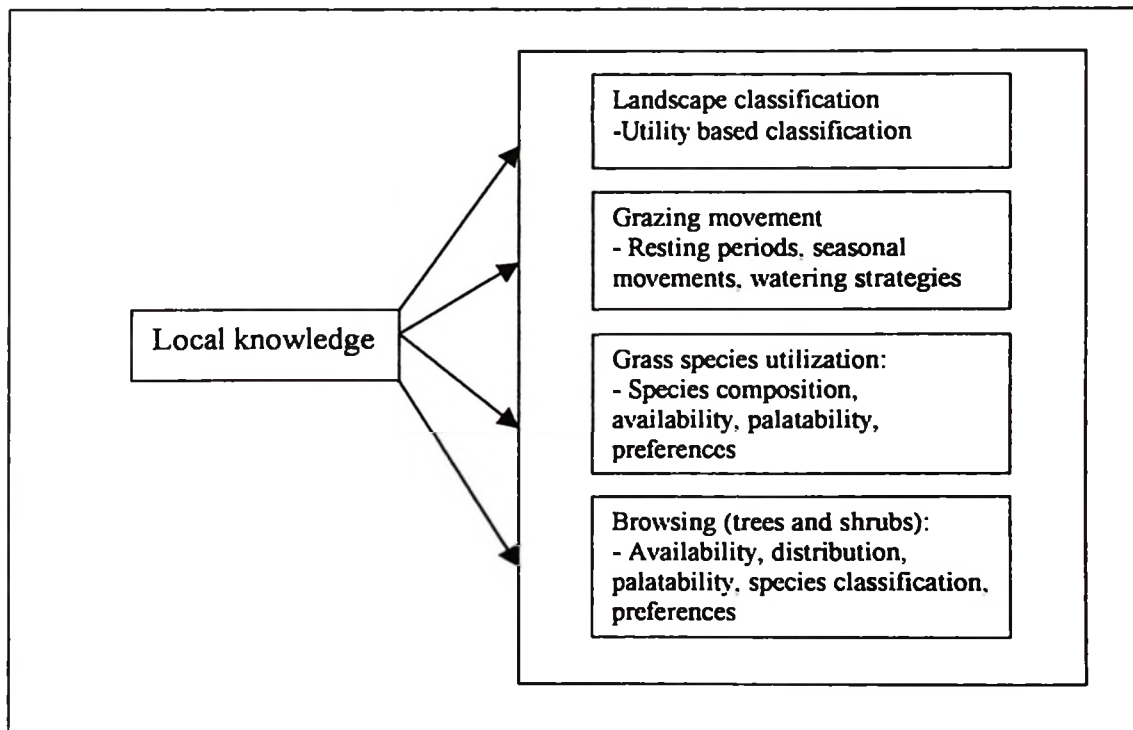 Landscape classification
-Utility based classification
Grazing movement
- Resting periods, seasonal
movements, watering strategies
Local knowledge
Grass species utilization:
- Species composition,
availability, palatability,
preferences
Browsing (trees and shrubs):
- Availability, distribution,
palatability, species classification,
preferences